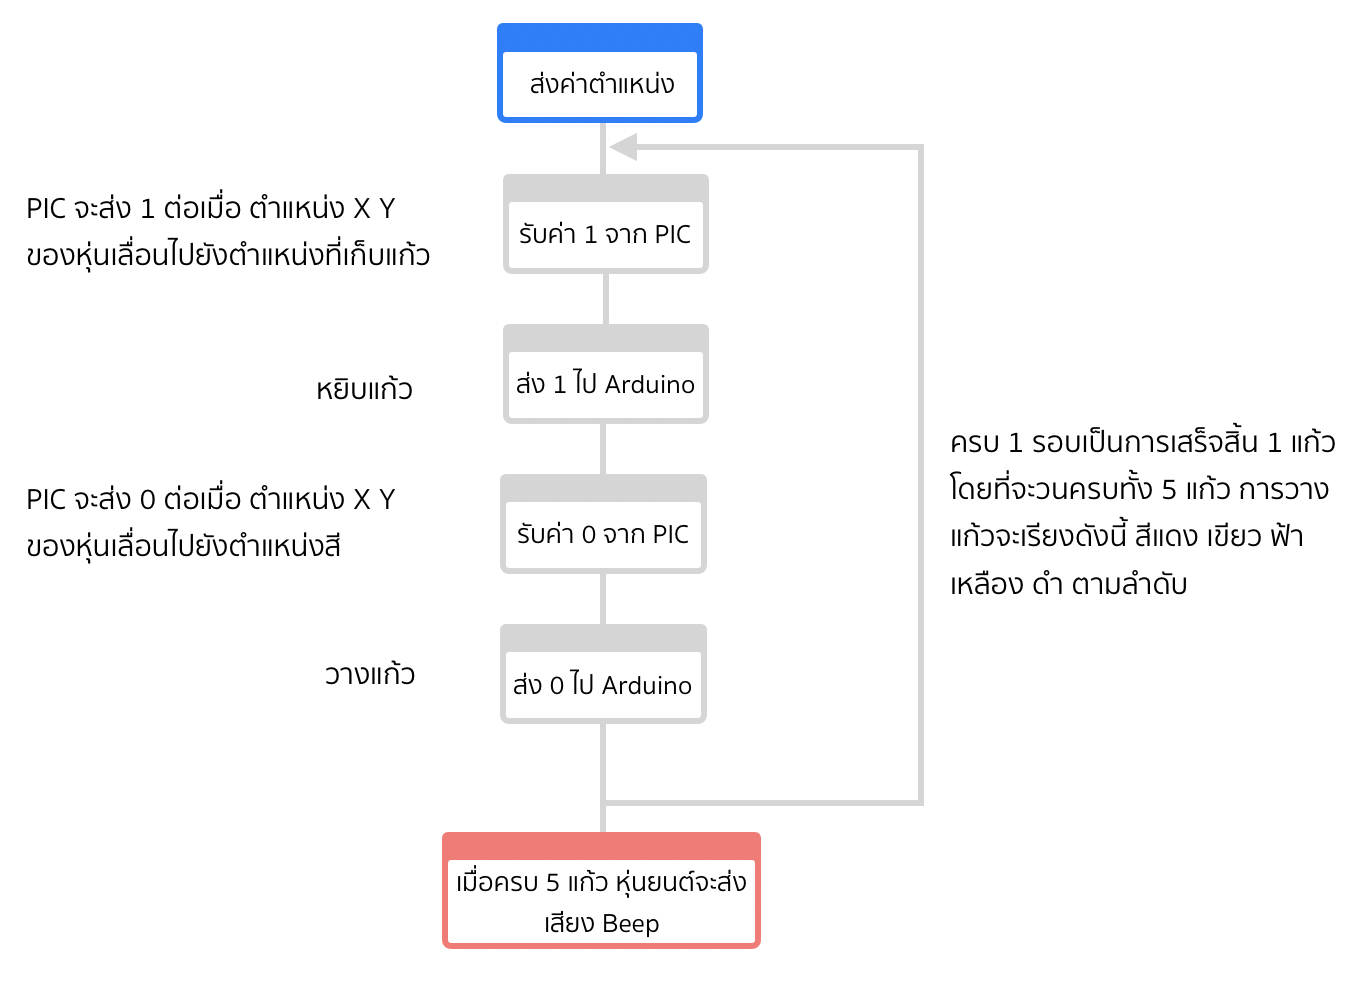 ส่งค่าตำแหน่ง
PIC จะส่ง 1 ต่อเมื่อ ตำแหน่ง X Y
ของหุ่นเลื่อนไปยังตำแหน่งที่เก็บแก้ว
รับค่า 1 จาก PIC
หยิบแก้ว
ส่ง 1 ไป Arduino
PIC จะส่ง 0 ต่อเมื่อ ตำแหน่ง X Y
ของหุ่นเลื่อนไปยังตำแหน่งสี
รับค่า 0 จาก PIC
วางแก้ว
ส่ง 0 ไป Arduino
ครบ 1 รอบเป็นการเสร็จสิ้น 1 แก้ว
โดยที่จะวนครบทั้ง 5 แก้ว การวาง
แก้วจะเรียงดังนี้ สีแดง เขียว ฟ้า
เหลือง ดำ ตามลำดับ
เมื่อครบ 5 แก้ว หุ่นยนต์จะส่ง
เสียง Beep